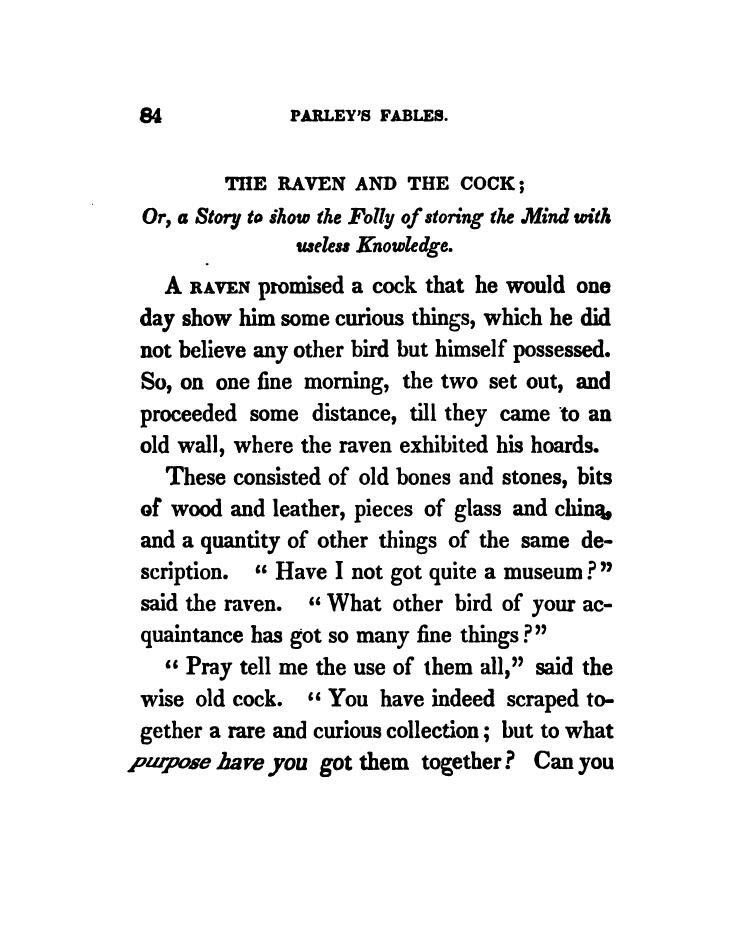 84 PARLEY'S FABLES.
THE RAVEN AND THE COCK;
Or, a Story to show the Folly of storing the Mind with
useless Knowledge.
A RAVEN promised a cock that he would one
day show him some curious things, which he did
not believe any other bird but himself possessed.
So, on one fine morning, the two set out, and
proceeded some distance, till they came to an
old wall, where the raven exhibited his hoards.
These consisted of old bones and stones, bits
of wood and leather, pieces of glass and china,
and a quantity of other things of the same de-
scription. " Have I not got quite a museum?"
said the raven. " What other bird of your ac-
quaintance has got so many fine things?"
" Pray tell me the use of them all," said the
wise old cock. " You have indeed scraped to-
gether a rare and curious collection; but to what
purpose have you got them together? Can you